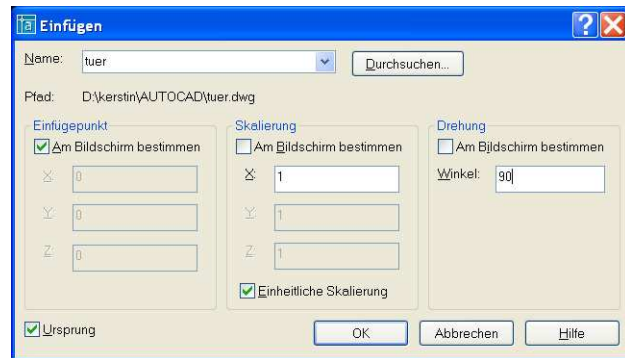 Einfügen
Name: tuer Durchsuchen...
Pfad: D:\kerstin\AUTOCAD\tuer.dwg
Einfügepunkt Skalierung Drehung
Am Bildschirm bestimmen Am Bildschirm bestimmen Am Bildschirm bestimmen
X: 0 X: 1 Winkel: 90
Y: 0 Y: 1
Z: 0 Z: 1
Einheitliche Skalierung
Ursprung OK Abbrechen Hilfe